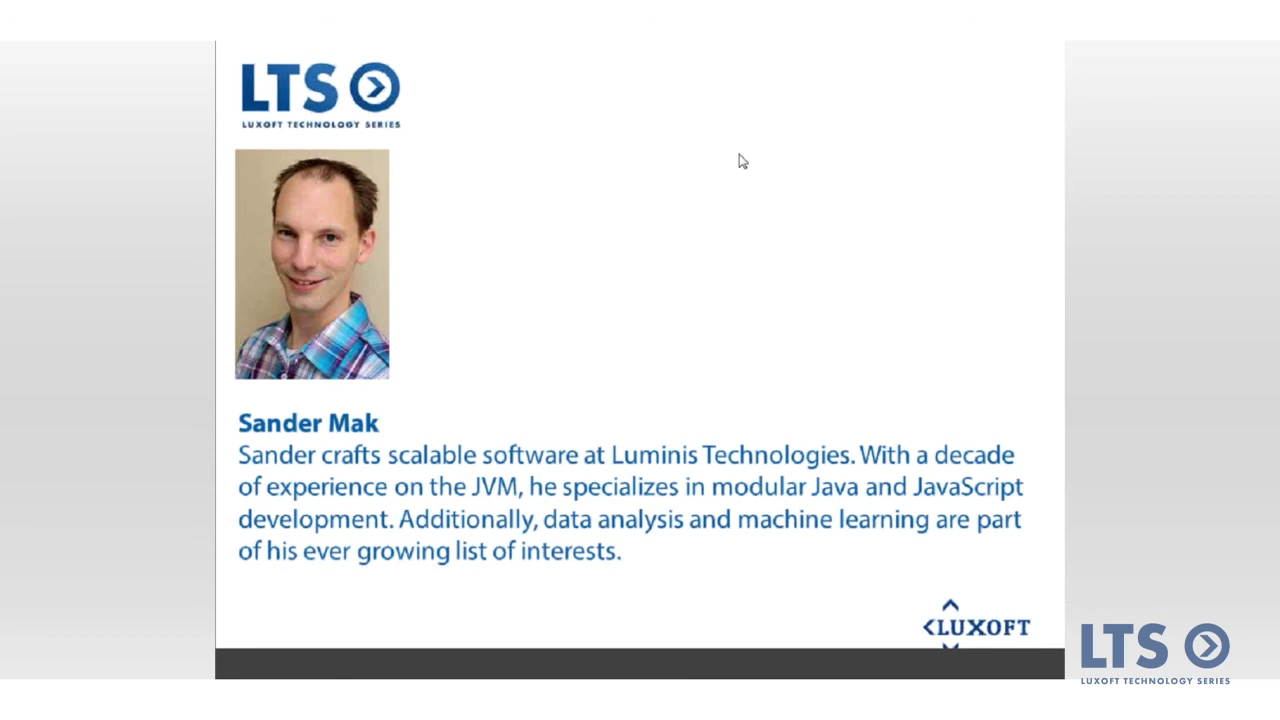 LTS
LUXOFT TECHNOLOGY SERIES
Sander Mak
Sander crafts scalable software at Luminis Technologies. With a decade
of experience on the JVM, he specializes in modular Java and JavaScript
development. Additionally, data analysis and machine learning are part
of his ever growing list of interests.
LUXOFT
LTS
LUXOFT TECHNOLOGY SERIES